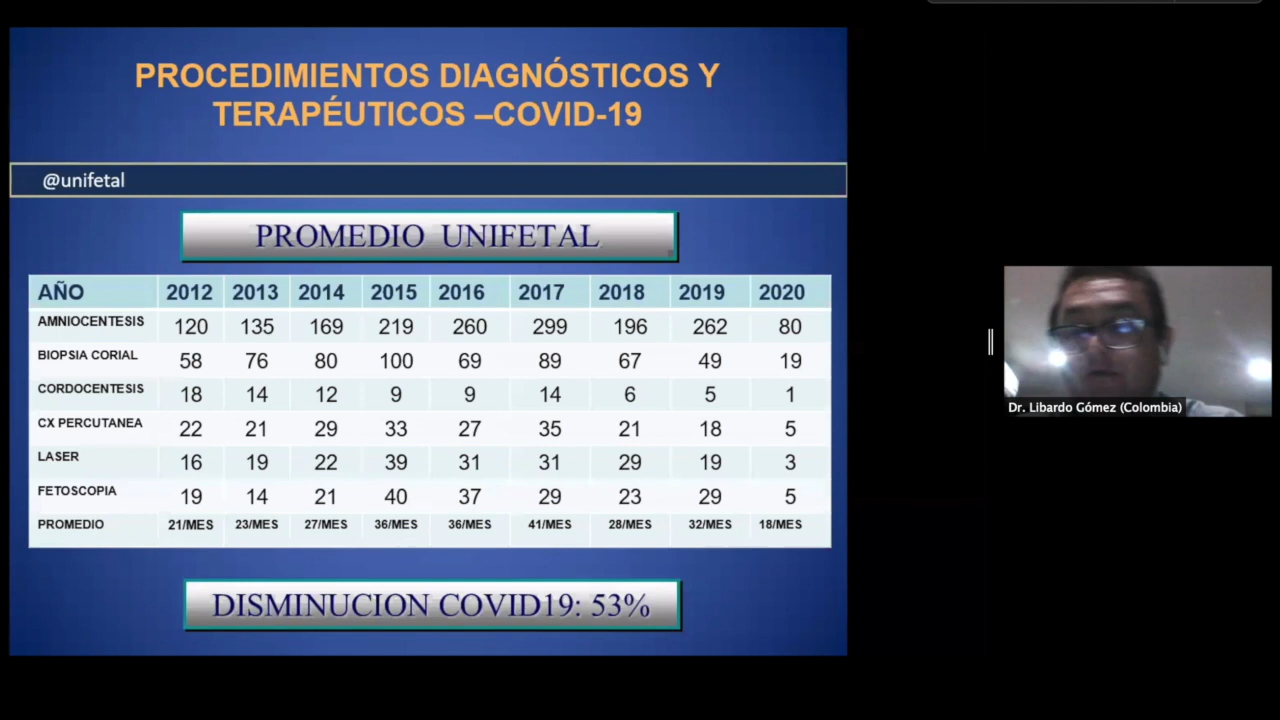 PROCEDIMIENTOS DIAGNÓSTICOS Y
TERAPÉUTICOS –COVID-19
@unifetal
PROMEDIO UNIFETAL
AÑO 2012 2013 2014 2015 2016 2017 2018 2019 2020
AMNIOCENTESIS 120 135 169 219 260 299 196 262 80
BIOPSIA CORIAL 58 76 80 100 69 89 67 49 19
CORDOCENTESIS 18 14 12 9 9 14 6 5 1
CX PERCUTANEA 22 21 29 33 27 35 21 18 5
LASER 16 19 22 39 31 31 29 19 3
FETOSCOPIA 19 14 21 40 37 29 23 29 5
PROMEDIO 21/MES 23/MES 27/MES 36/MES 36/MES 41/MES 28/MES 32/MES 18/MES
DISMINUCION COVID19: 53%
Dr. Libardo Gómez (Colombia)